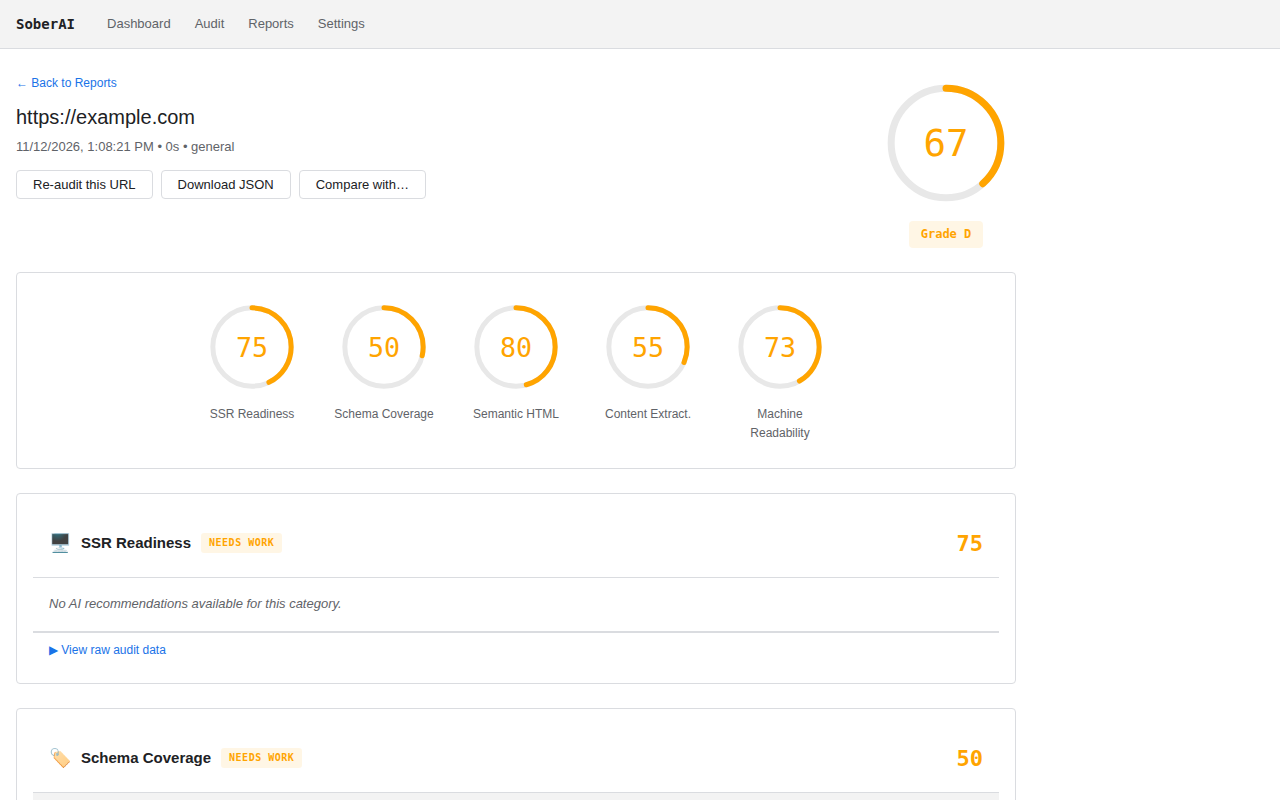 SoberAI Dashboard Audit Reports Settings
← Back to Reports
https://example.com
11/12/2026, 1:08:21 PM • 0s • general
Re-audit this URL Download JSON Compare with…
67
Grade D
75 50 80 55 73
SSR Readiness Schema Coverage Semantic HTML Content Extract. Machine
Readability
SSR Readiness NEEDS WORK 75
No AI recommendations available for this category.
▶ View raw audit data
Schema Coverage NEEDS WORK 50